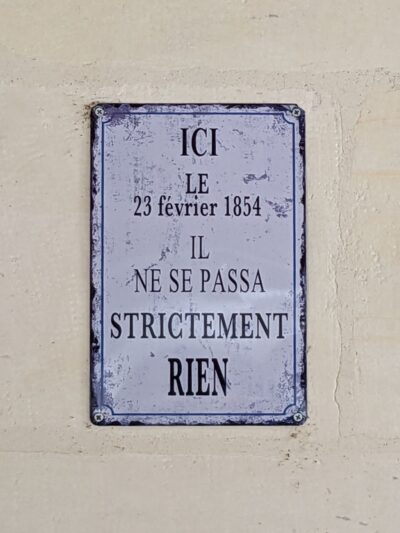 ICI
LE
23 février 1854
IL
NE SE PASSA
STRICTEMENT
RIEN